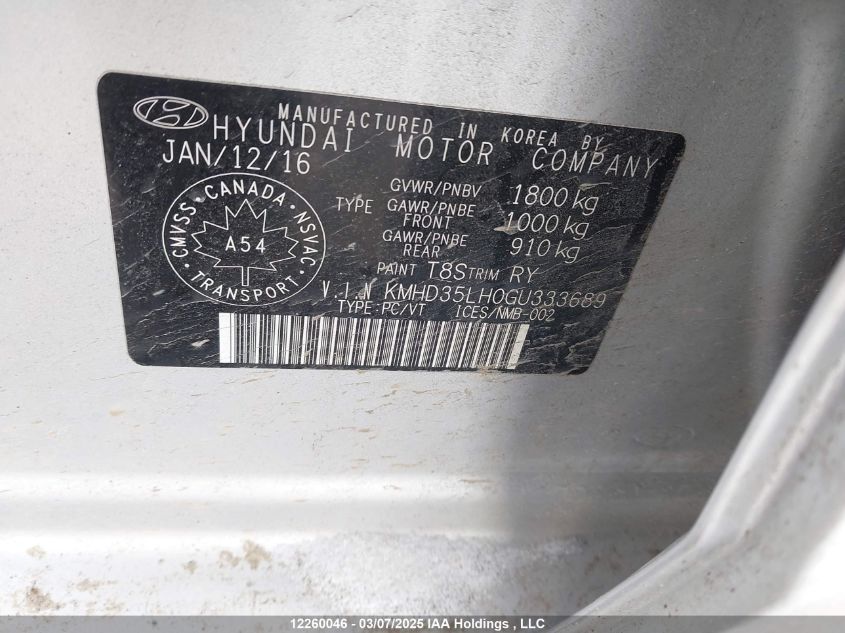 MANUFACTURED IN KOREA BY
HYUNDAI MOTOR COMPANY
JAN/12/16
GVWR/PNBV 1800 kg
TYPE GAWR/PNBE FRONT 1000 kg
GAWR/PNBE REAR 910 kg
CMVSS CANADA NSVAC
A54
TRANSPORT
PAINT T8S TRIM RY
V.I.N KMHD35LH0GU333689
TYPE:PC/VT ICES/NMB-002
12260046 - 03/07/2025 IAA Holdings , LLC